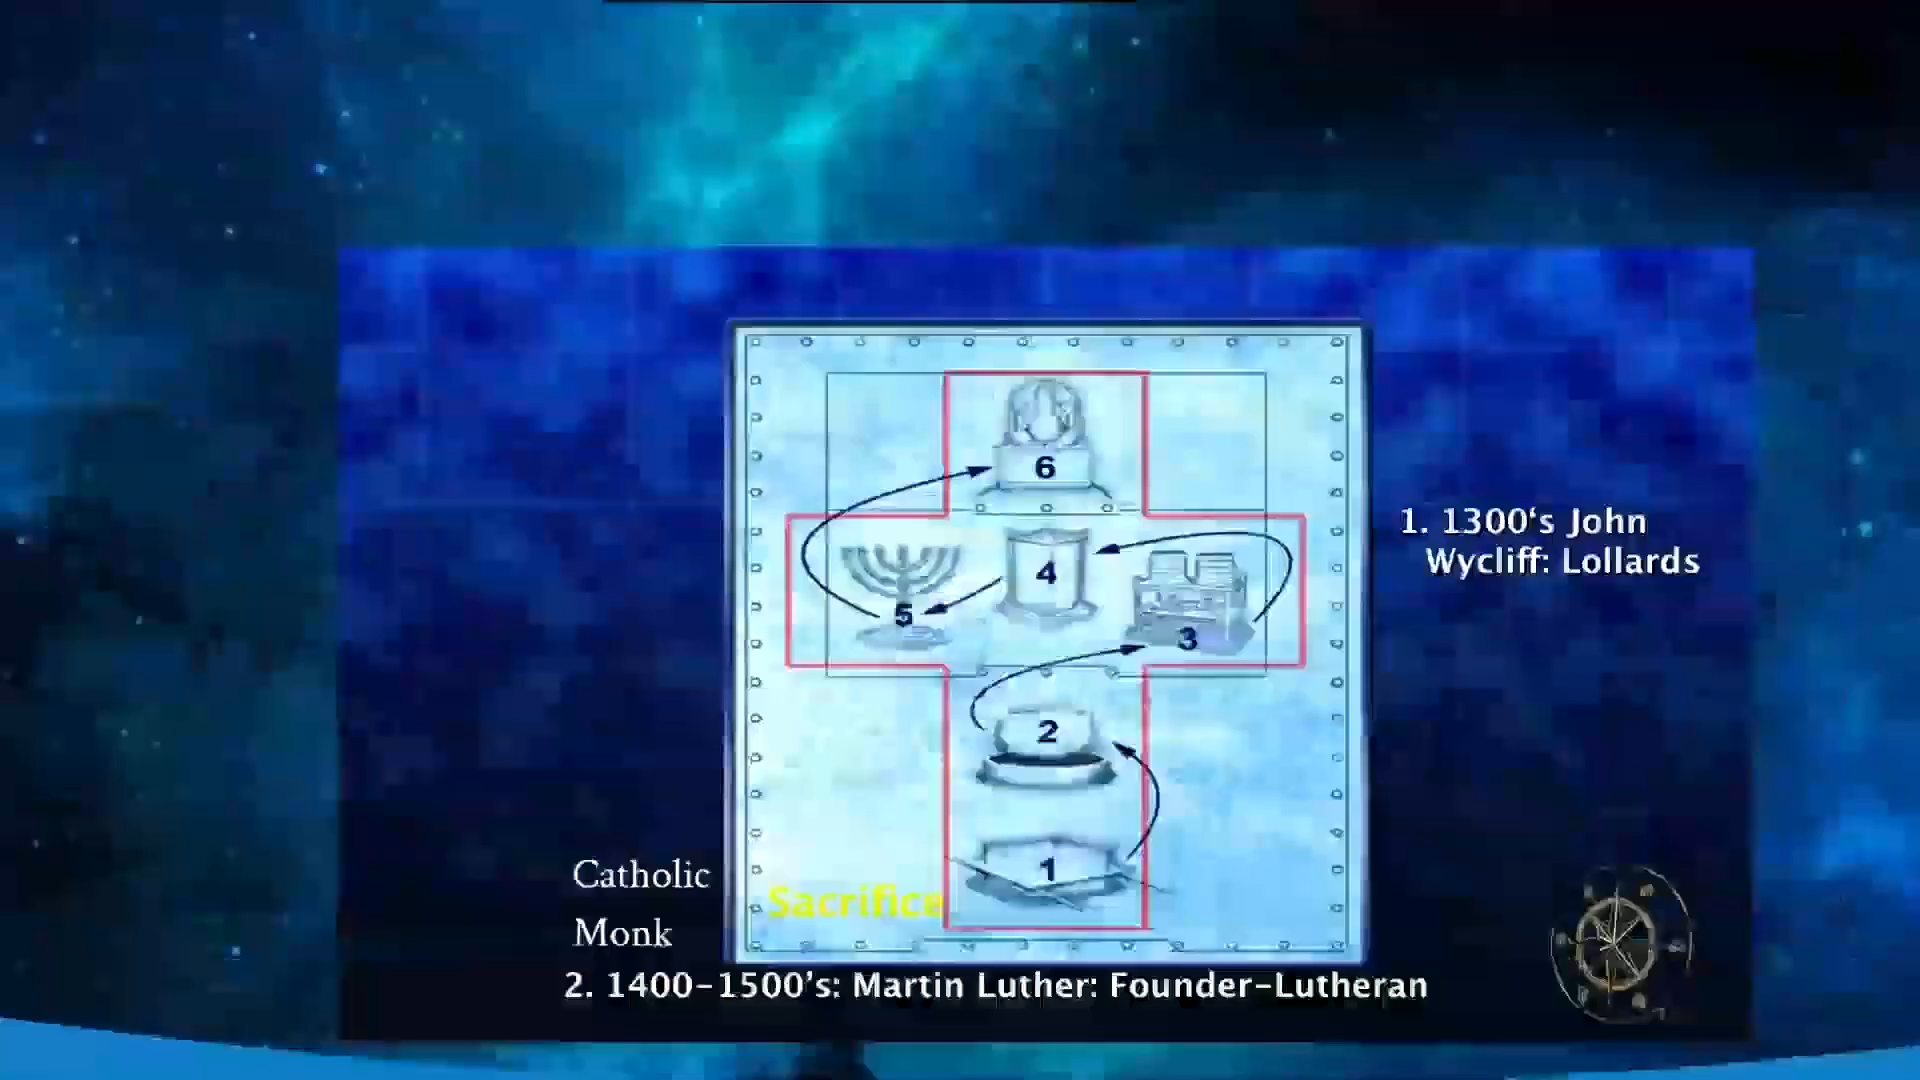 6
1. 1300's John
Wycliff: Lollards
4
5
3
2
1
Catholic
Sacrifice
Monk
2. 1400-1500's: Martin Luther: Founder-Lutheran